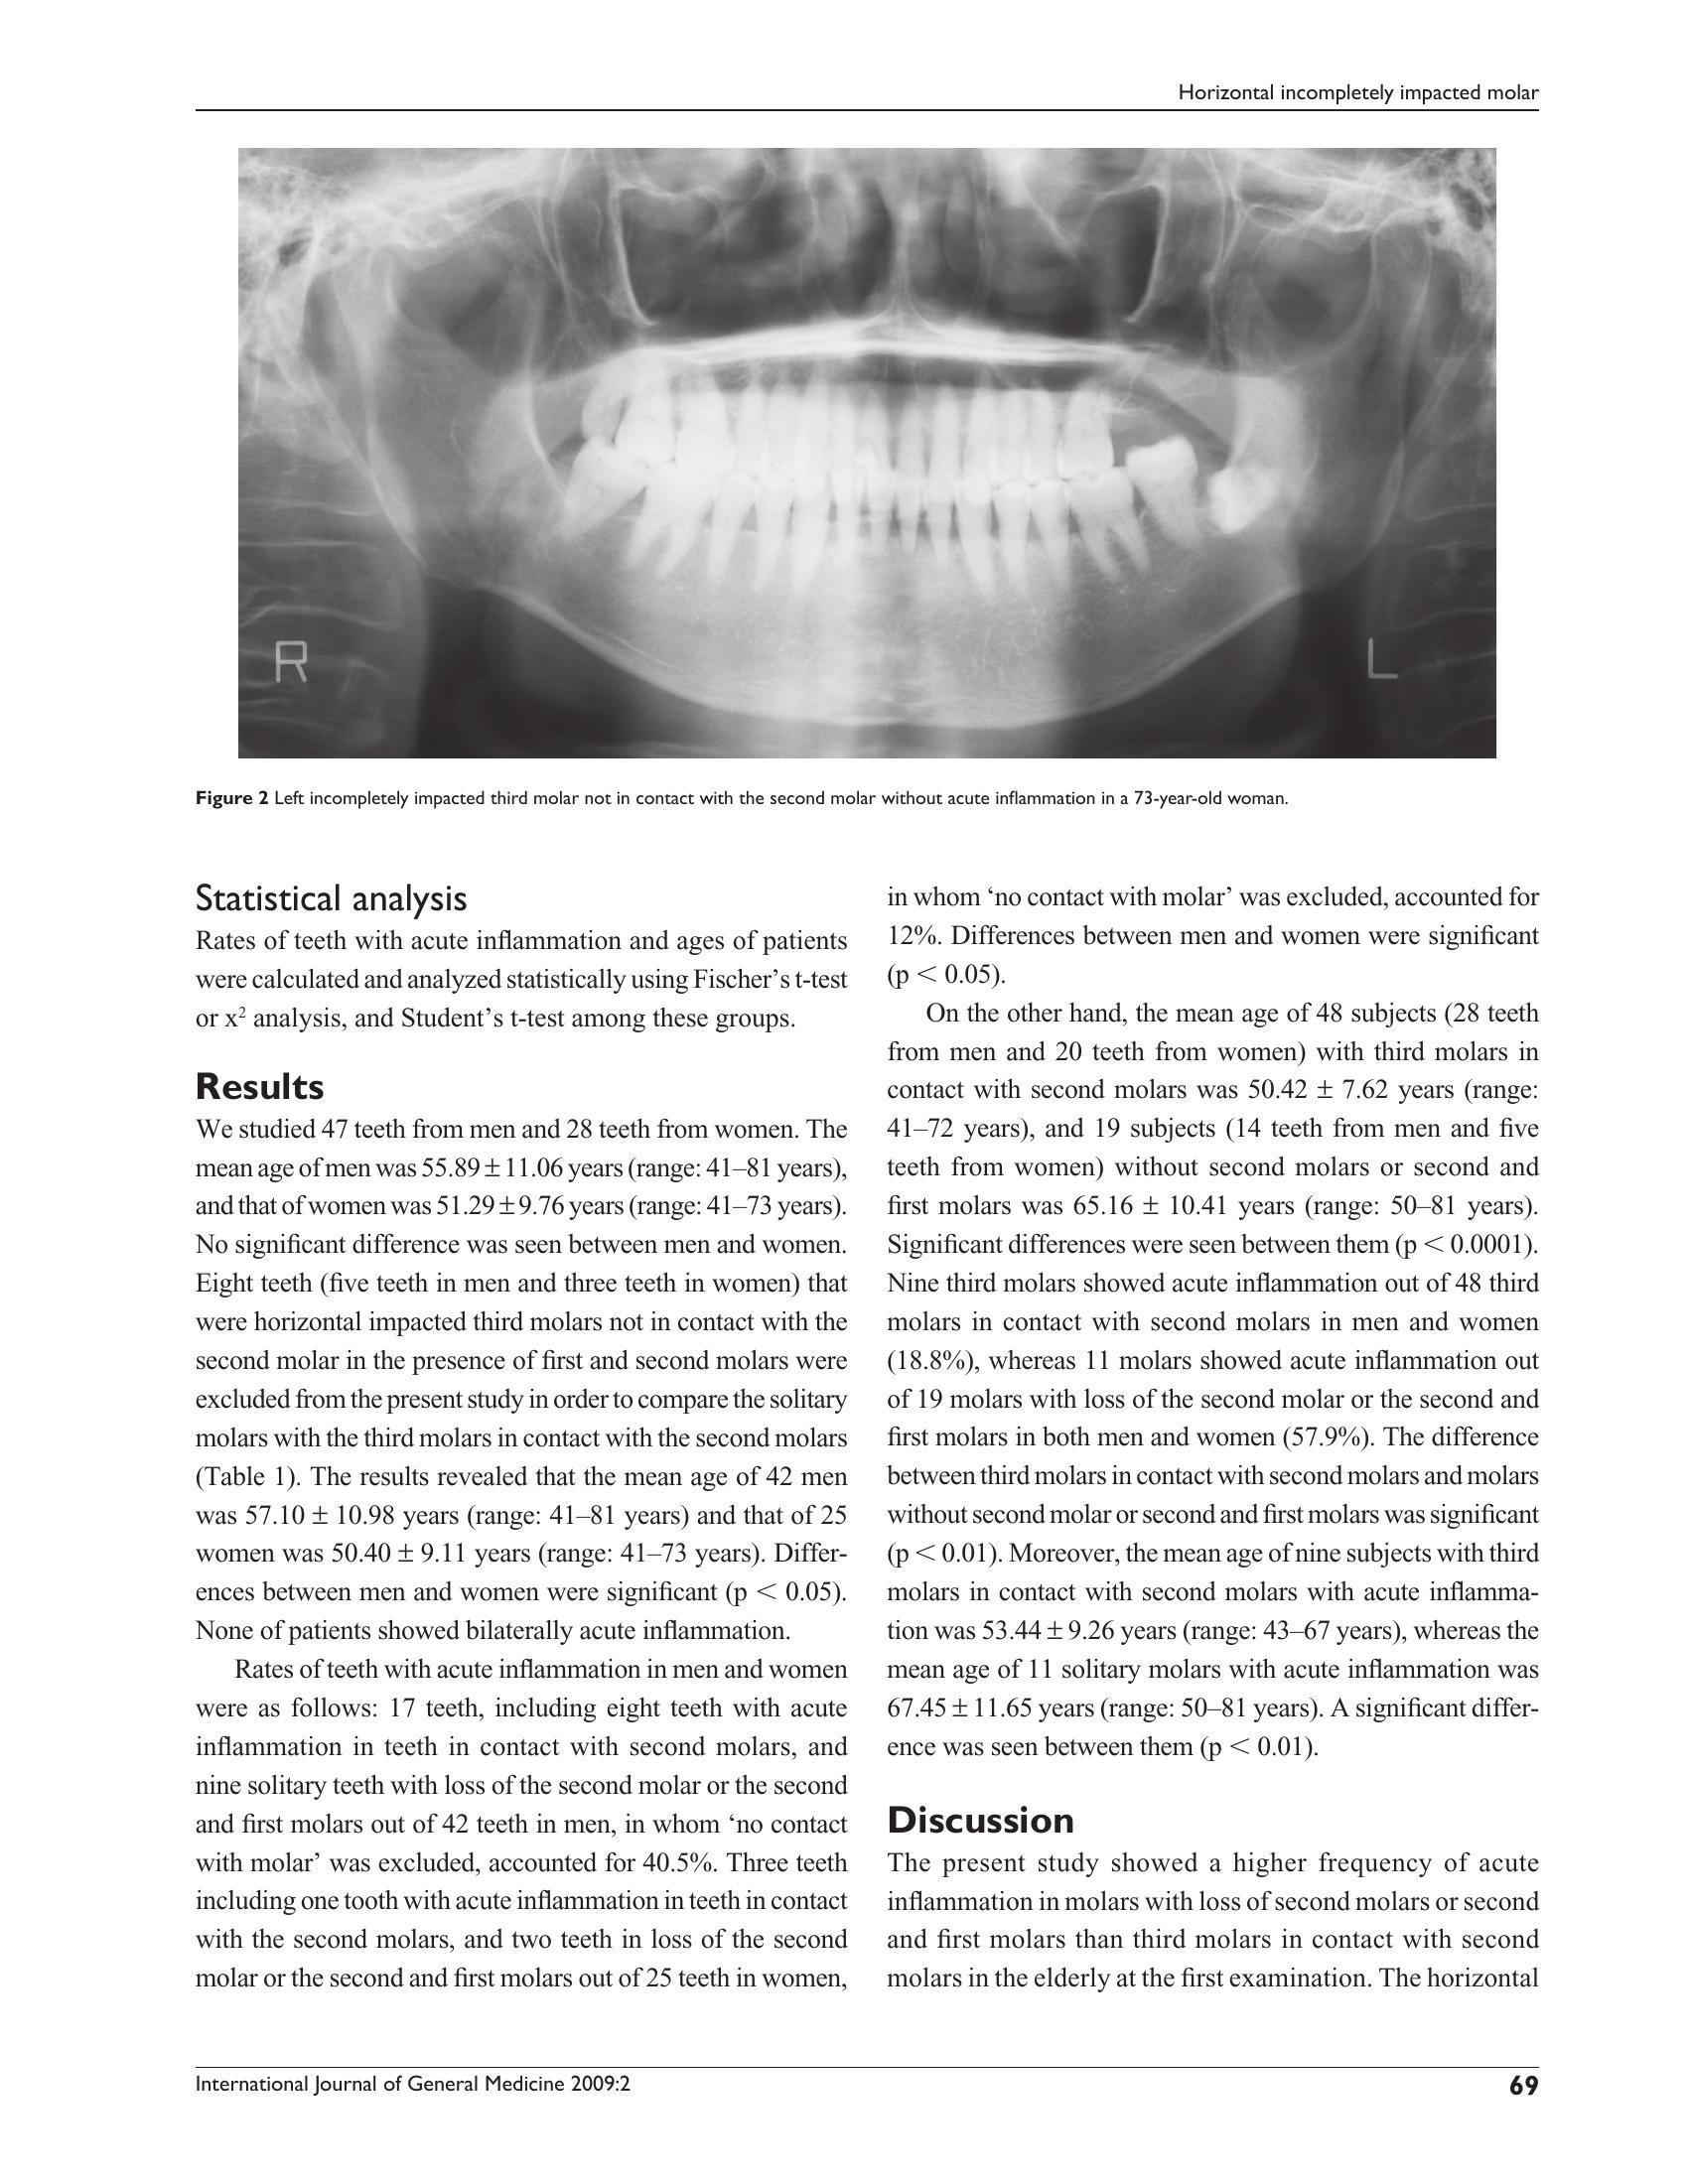 Horizontal incompletely impacted molar
R
L
Figure 2 Left incompletely impacted third molar not in contact with the second molar without acute inflammation in a 73-year-old woman.
Statistical analysis
Rates of teeth with acute inflammation and ages of patients
were calculated and analyzed statistically using Fischer's t-test
or x² analysis, and Student's t-test among these groups.
Results
We studied 47 teeth from men and 28 teeth from women. The
mean age of men was 55.89 ± 11.06 years (range: 41–81 years),
and that of women was 51.29 ± 9.76 years (range: 41–73 years).
No significant difference was seen between men and women.
Eight teeth (five teeth in men and three teeth in women) that
were horizontal impacted third molars not in contact with the
second molar in the presence of first and second molars were
excluded from the present study in order to compare the solitary
molars with the third molars in contact with the second molars
(Table 1). The results revealed that the mean age of 42 men
was 57.10 ± 10.98 years (range: 41–81 years) and that of 25
women was 50.40 ± 9.11 years (range: 41–73 years). Differ-
ences between men and women were significant (p < 0.05).
None of patients showed bilaterally acute inflammation.
Rates of teeth with acute inflammation in men and women
were as follows: 17 teeth, including eight teeth with acute
inflammation in teeth in contact with second molars, and
nine solitary teeth with loss of the second molar or the second
and first molars out of 42 teeth in men, in whom 'no contact
with molar' was excluded, accounted for 40.5%. Three teeth
including one tooth with acute inflammation in teeth in contact
with the second molars, and two teeth in loss of the second
molar or the second and first molars out of 25 teeth in women,
in whom 'no contact with molar' was excluded, accounted for
12%. Differences between men and women were significant
(p < 0.05).
On the other hand, the mean age of 48 subjects (28 teeth
from men and 20 teeth from women) with third molars in
contact with second molars was 50.42 ± 7.62 years (range:
41–72 years), and 19 subjects (14 teeth from men and five
teeth from women) without second molars or second and
first molars was 65.16 ± 10.41 years (range: 50–81 years).
Significant differences were seen between them (p < 0.0001).
Nine third molars showed acute inflammation out of 48 third
molars in contact with second molars in men and women
(18.8%), whereas 11 molars showed acute inflammation out
of 19 molars with loss of the second molar or the second and
first molars in both men and women (57.9%). The difference
between third molars in contact with second molars and molars
without second molar or second and first molars was significant
(p < 0.01). Moreover, the mean age of nine subjects with third
molars in contact with second molars with acute inflamma-
tion was 53.44 ± 9.26 years (range: 43–67 years), whereas the
mean age of 11 solitary molars with acute inflammation was
67.45 ± 11.65 years (range: 50–81 years). A significant differ-
ence was seen between them (p < 0.01).
Discussion
The present study showed a higher frequency of acute
inflammation in molars with loss of second molars or second
and first molars than third molars in contact with second
molars in the elderly at the first examination. The horizontal
International Journal of General Medicine 2009:2
69